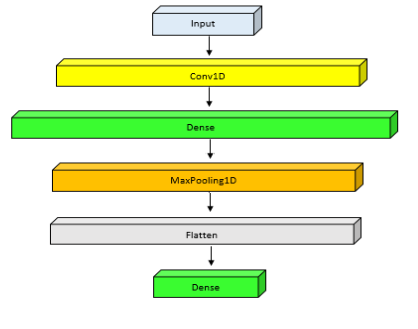 Input
Conv1D
Dense
MaxPooling1D
Flatten
Dense